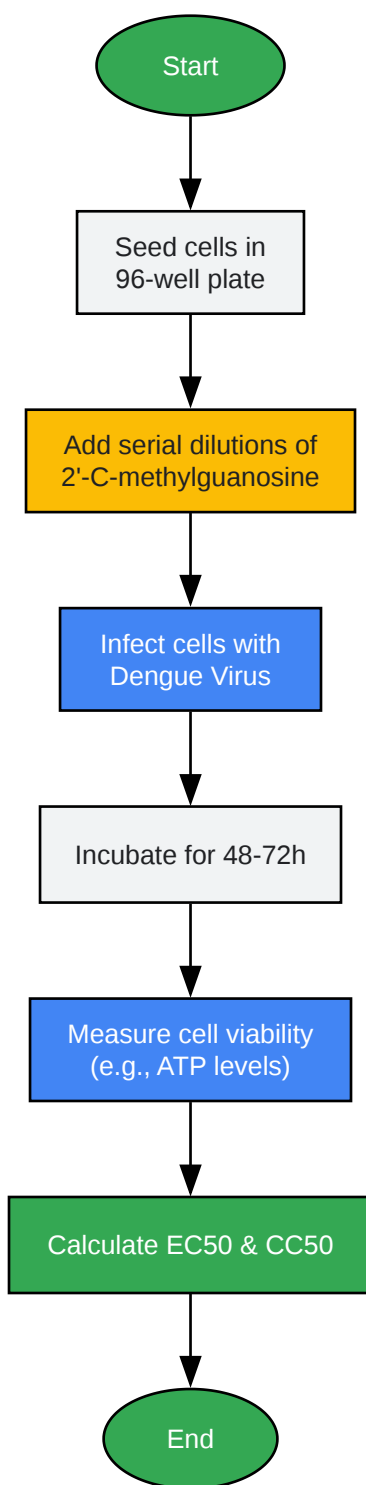 Start
Seed cells in
96-well plate
Add serial dilutions of
2'-C-methylguanosine
Infect cells with
Dengue Virus
Incubate for 48-72h
Measure cell viability
(e.g., ATP levels)
Calculate EC50 & CC50
End